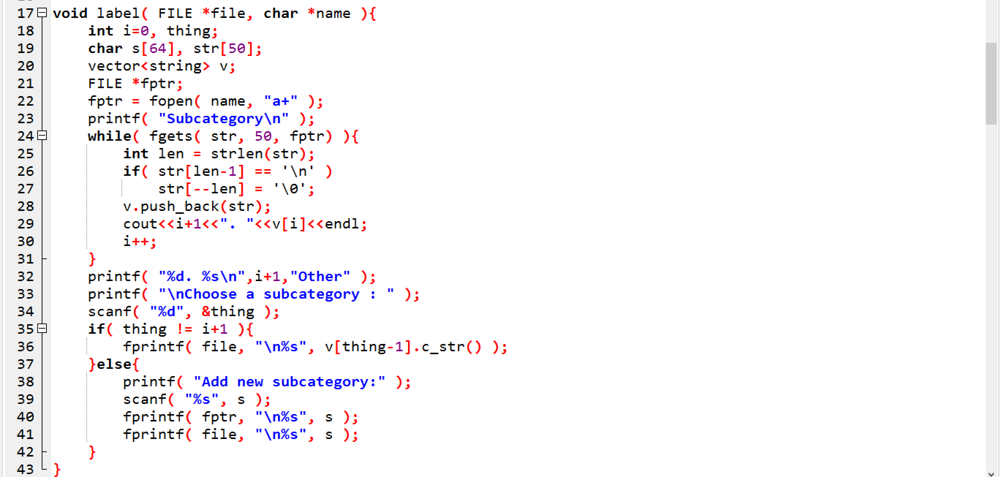 17 void label( FILE *file, char *name ){
18     int i=0, thing;
19     char s[64], str[50];
20     vector<string> v;
21     FILE *fptr;
22     fptr = fopen( name, "a+" );
23     printf( "Subcategory\n" );
24     while( fgets( str, 50, fptr) ){
25         int len = strlen(str);
26         if( str[len-1] == '\n' )
27             str[--len] = '\0';
28         v.push_back(str);
29         cout<<i+1<<". "<<v[i]<<endl;
30         i++;
31     }
32     printf( "%d. %s\n",i+1,"Other" );
33     printf( "\nChoose a subcategory : " );
34     scanf( "%d", &thing );
35     if( thing != i+1 ){
36         fprintf( file, "\n%s", v[thing-1].c_str() );
37     }else{
38         printf( "Add new subcategory:" );
39         scanf( "%s", s );
40         fprintf( fptr, "\n%s", s );
41         fprintf( file, "\n%s", s );
42     }
43 }